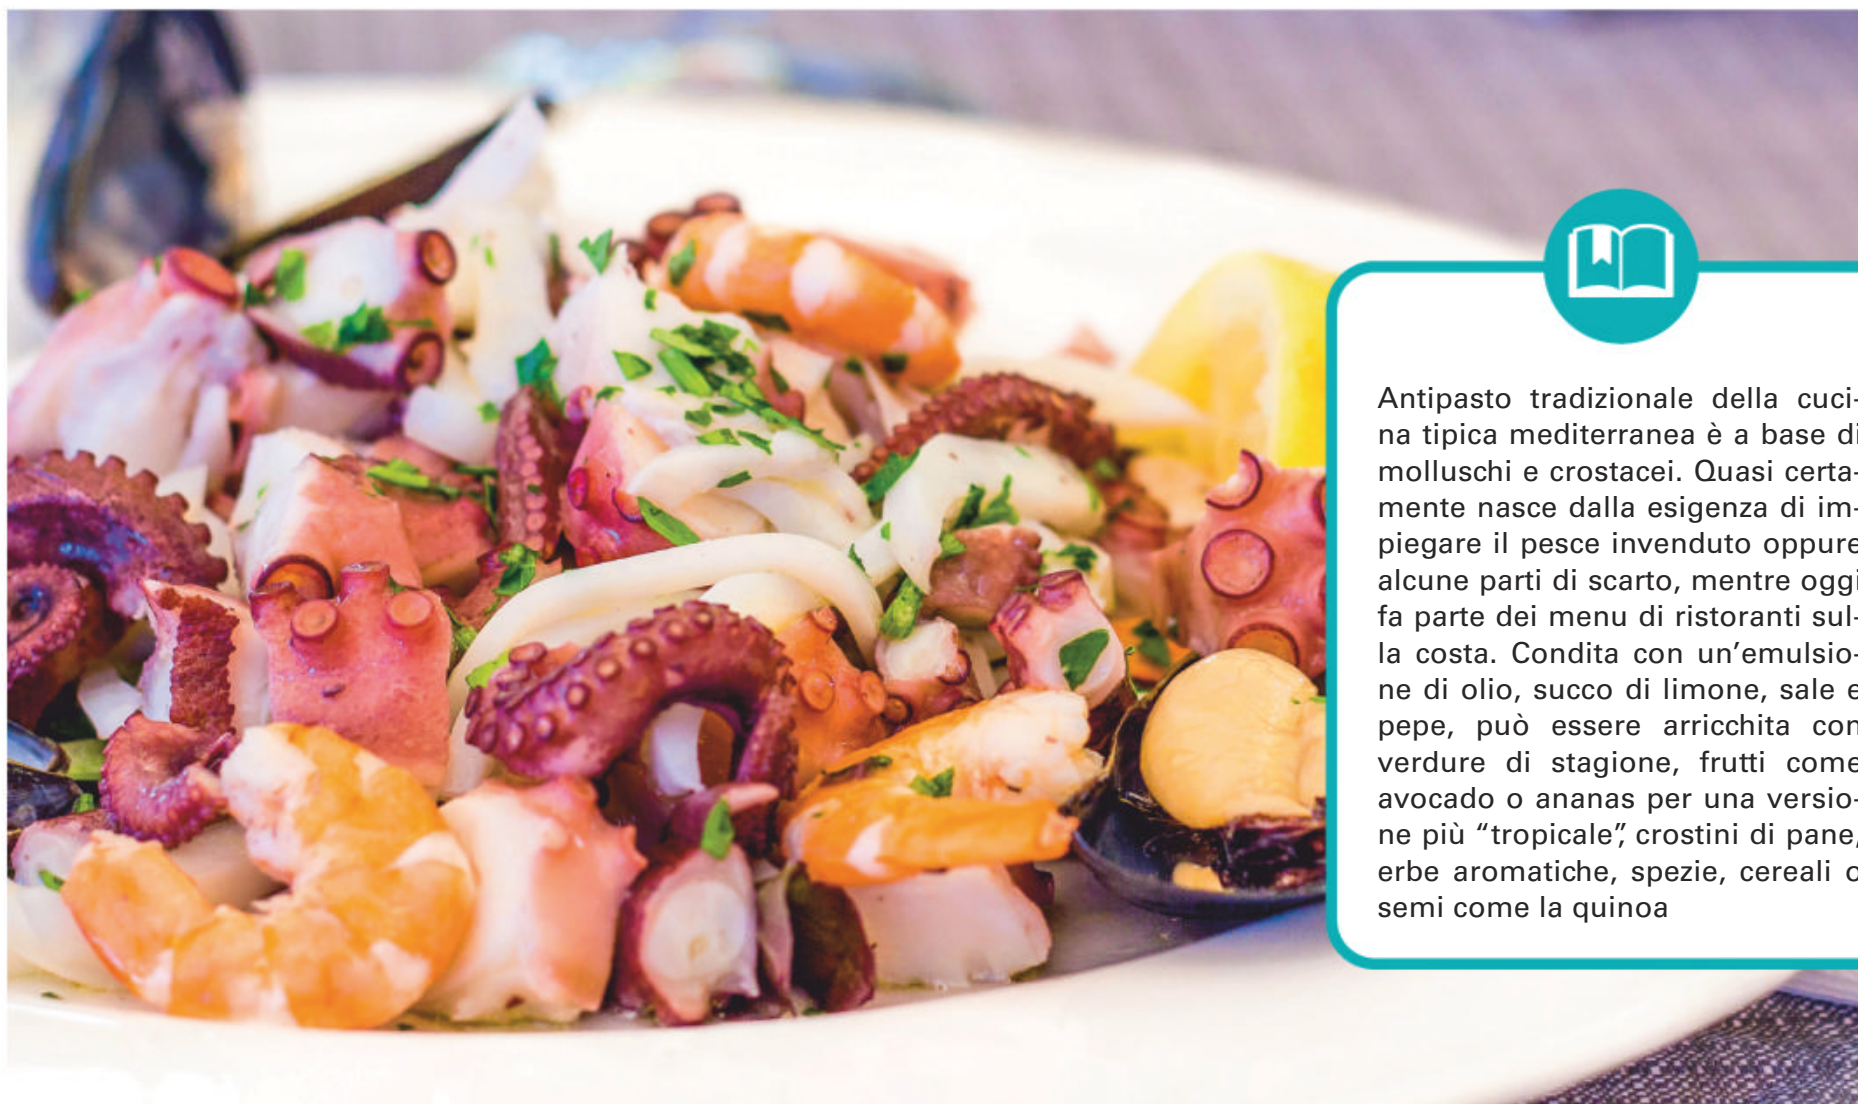 Antipasto tradizionale della cuci-
na tipica mediterranea è a base di
molluschi e crostacei. Quasi certa-
mente nasce dalla esigenza di im-
piegare il pesce invenduto oppure
alcune parti di scarto, mentre oggi
fa parte dei menu di ristoranti sul-
la costa. Condita con un’emulsio-
ne di olio, succo di limone, sale e
pepe, può essere arricchita con
verdure di stagione, frutti come
avocado o ananas per una versio-
ne più “tropicale”, crostini di pane,
erbe aromatiche, spezie, cereali o
semi come la quinoa